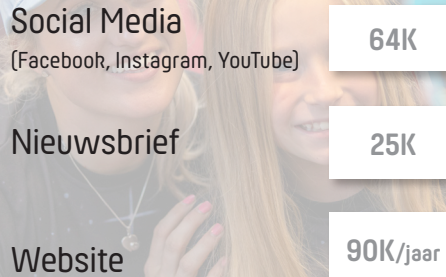 Social Media 64K
(Facebook, Instagram, YouTube)
Nieuwsbrief 25K
Website 90K/jaar